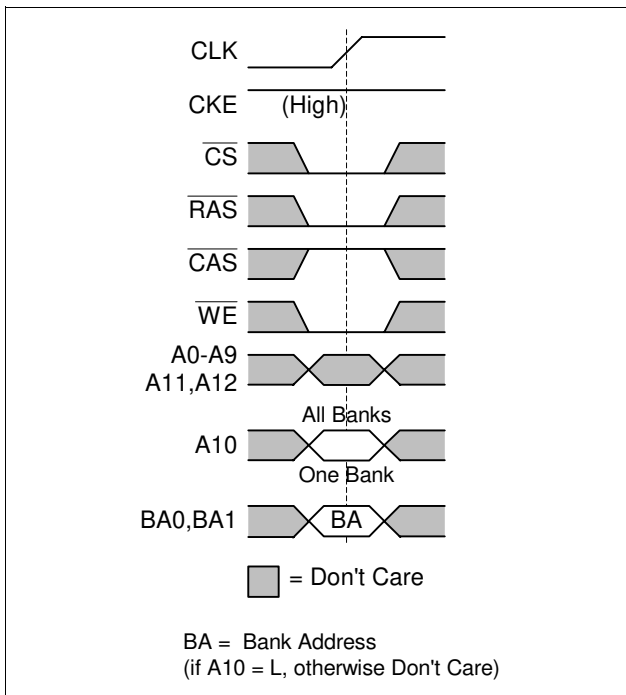 CLK
CKE (High)
CS
RAS
CAS
WE
A0-A9
A11,A12
All Banks
A10
One Bank
BA0,BA1 BA
= Don't Care
BA = Bank Address
(if A10 = L, otherwise Don't Care)